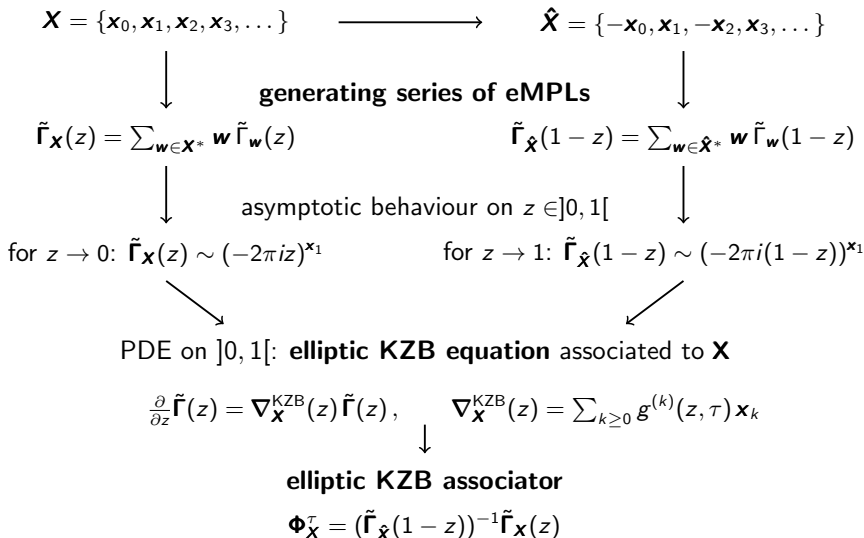 X = {x₀, x₁, x₂, x₃, . . . } X̂ = {−x₀, x₁, −x₂, x₃, . . . }
generating series of eMPLs
Γ̃_X(z) = ∑_{w∈X*} w Γ̃_w(z) Γ̃_X̂(1 − z) = ∑_{w∈X̂*} w Γ̃_w(1 − z)
asymptotic behaviour on z ∈]0, 1[
for z → 0: Γ̃_X(z) ∼ (−2πiz)^{x₁} for z → 1: Γ̃_X̂(1 − z) ∼ (−2πi(1 − z))^{x₁}
PDE on ]0, 1[: elliptic KZB equation associated to X
∂/∂z Γ̃(z) = ∇_X^{KZB}(z) Γ̃(z) , ∇_X^{KZB}(z) = ∑_{k≥0} g^{(k)}(z, τ) x_k
elliptic KZB associator
Φ_X^τ = (Γ̃_X̂(1 − z))^{−1} Γ̃_X(z)